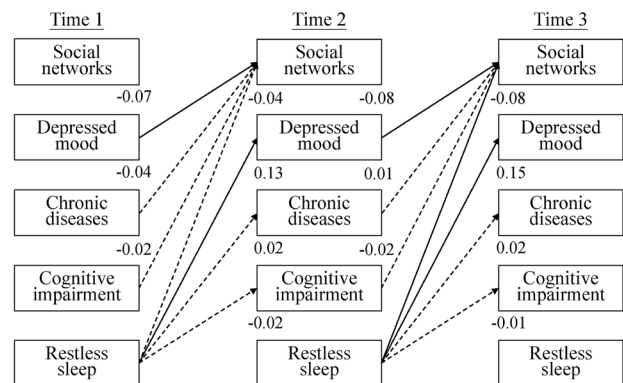 Time 1 Time 2 Time 3
Social networks Social networks Social networks
-0.07 -0.04 -0.08 -0.08
Depressed mood Depressed mood Depressed mood
-0.04 0.13 0.01 0.15
Chronic diseases Chronic diseases Chronic diseases
-0.02 0.02 -0.02 0.02
Cognitive impairment Cognitive impairment Cognitive impairment
-0.02 -0.01
Restless sleep Restless sleep Restless sleep